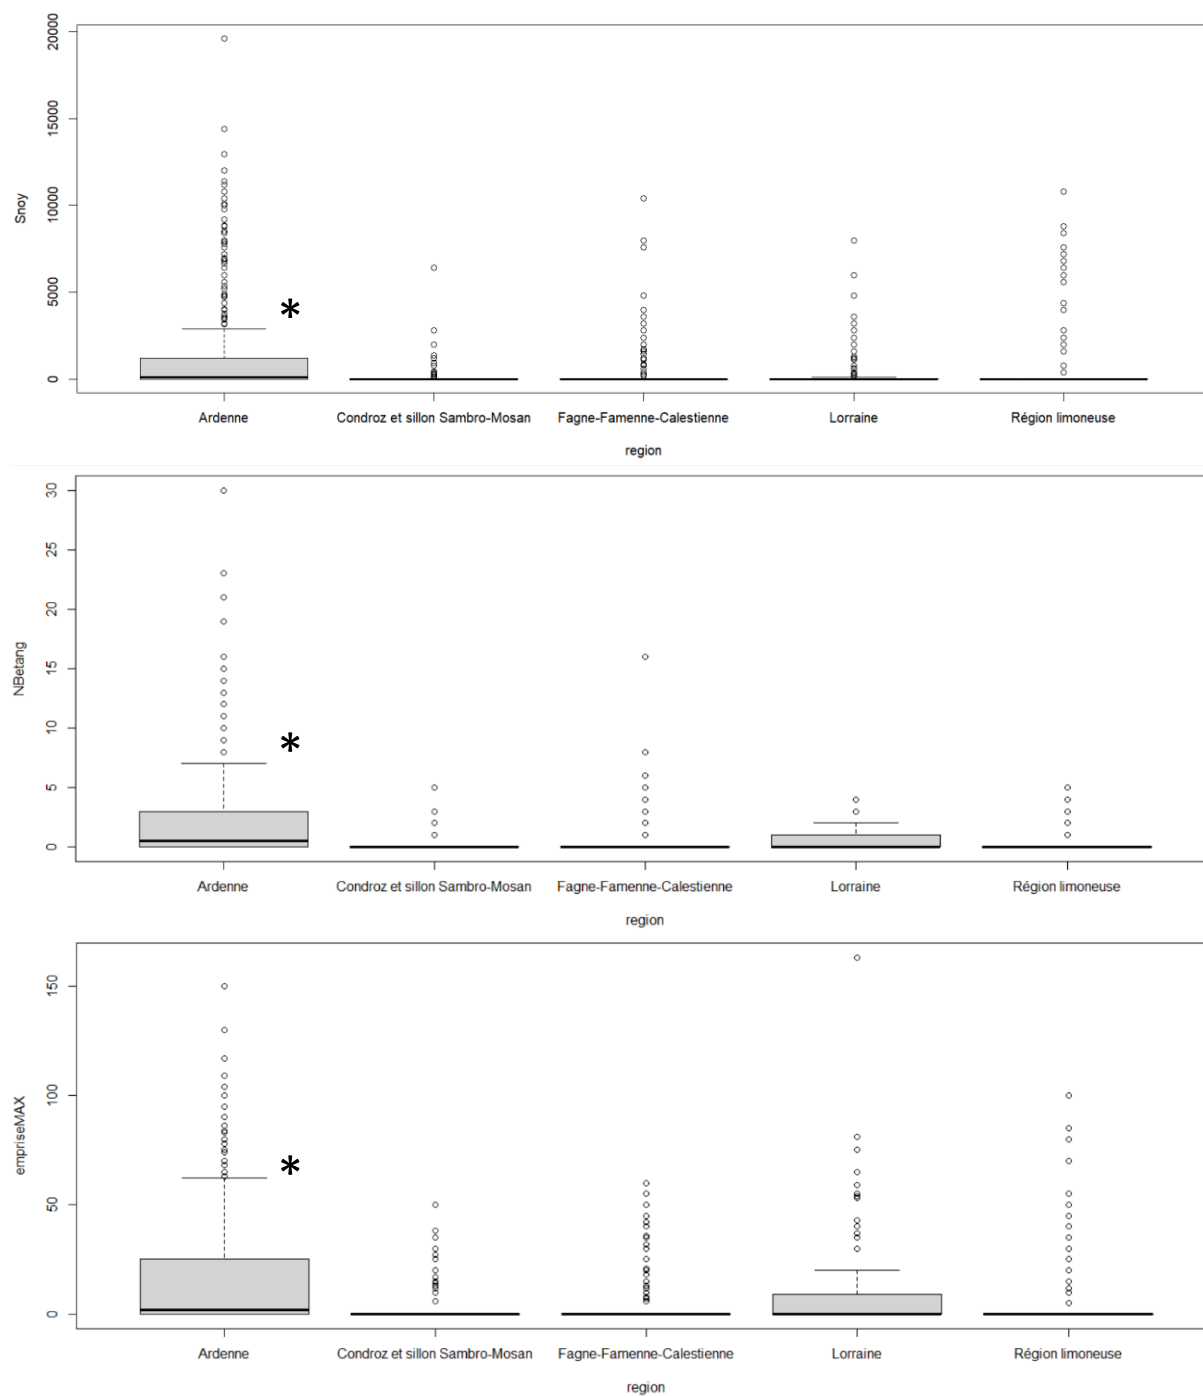 20000
15000
10000
5000
0
Snoy
*
Ardenne Condroz et sillon Sambro-Mosan Fagne-Famenne-Calestienne Lorraine Région limoneuse
region
30
25
20
15
10
5
0
NBetang
*
Ardenne Condroz et sillon Sambro-Mosan Fagne-Famenne-Calestienne Lorraine Région limoneuse
region
150
100
50
0
empriseMAX
*
Ardenne Condroz et sillon Sambro-Mosan Fagne-Famenne-Calestienne Lorraine Région limoneuse
region